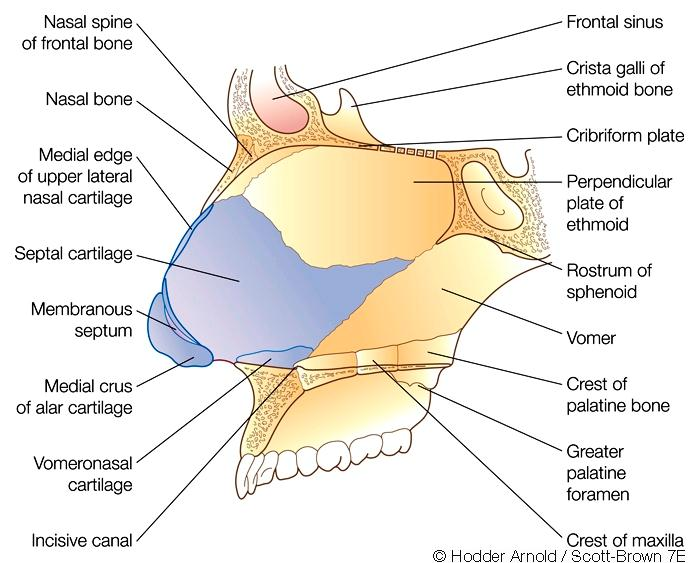 Nasal spine
of frontal bone
Nasal bone
Medial edge
of upper lateral
nasal cartilage
Septal cartilage
Membranous
septum
Medial crus
of alar cartilage
Vomeronasal
cartilage
Incisive canal
Frontal sinus
Crista galli of
ethmoid bone
Cribriform plate
Perpendicular
plate of
ethmoid
Rostrum of
sphenoid
Vomer
Crest of
palatine bone
Greater
palatine
foramen
Crest of maxilla
© Hodder Arnold / Scott-Brown 7E